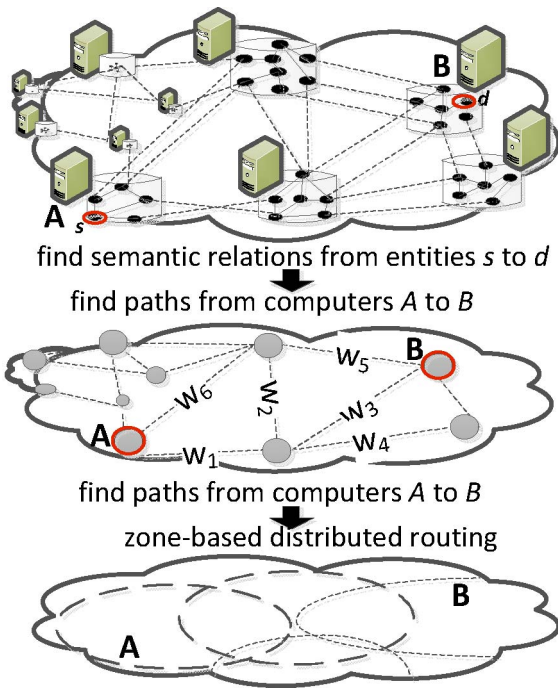 B
d
A
s
find semantic relations from entities s to d
find paths from computers A to B
W5
B
W6
W2
W3
A
W1
W4
find paths from computers A to B
zone-based distributed routing
B
A